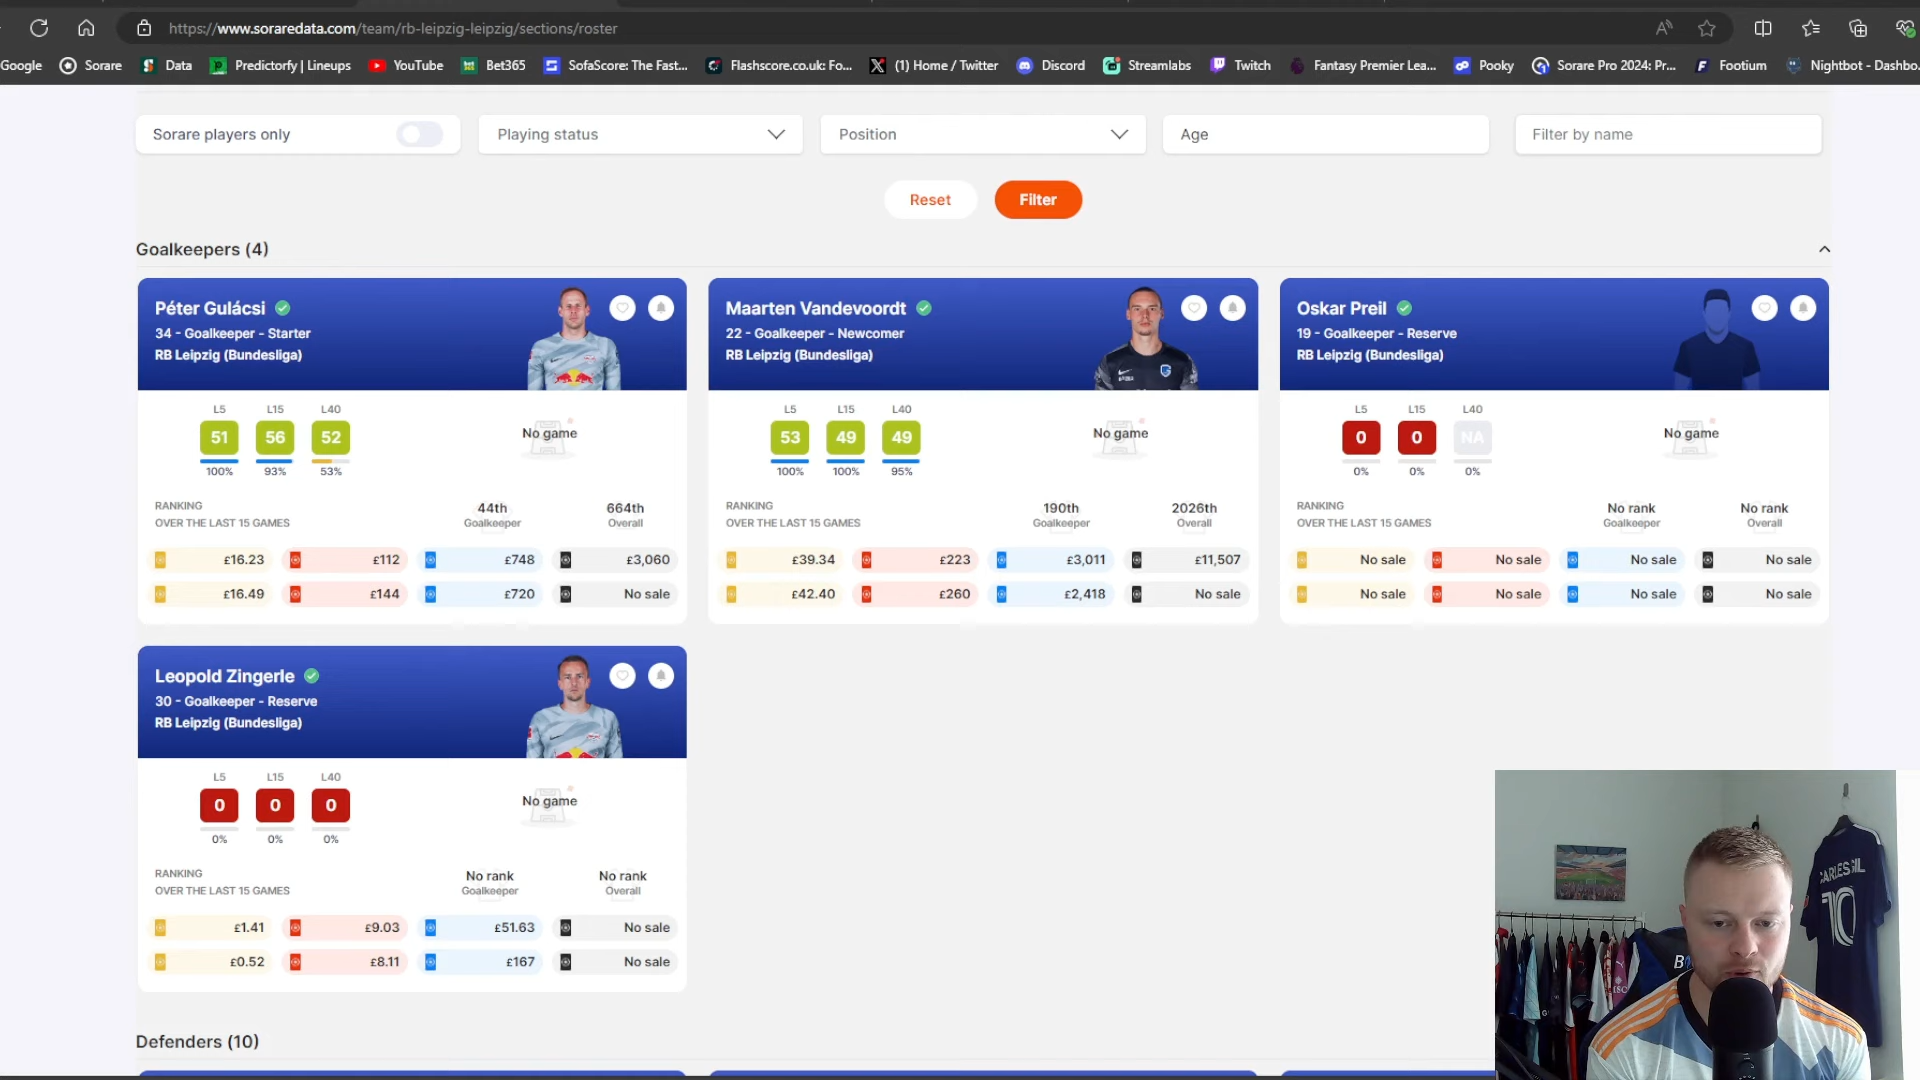 https://www.soraredata.com/team/rb-leipzig-leipzig/sections/roster
Google Sorare Data Predictorfy | Lineups YouTube Bet365 SofaScore: The Fast... Flashscore.co.uk: Fo... (1) Home / Twitter Discord Streamlabs Twitch Fantasy Premier Lea... Pooky Sorare Pro 2024: Pr... Footium Nightbot - Dashbo...
Sorare players only Playing status Position Age Filter by name
Reset Filter
Goalkeepers (4)
Péter Gulácsi
34 - Goalkeeper - Starter
RB Leipzig (Bundesliga)
L5 L15 L40
51 56 52
No game
100% 93% 53%
RANKING
OVER THE LAST 15 GAMES
44th 664th
Goalkeeper Overall
£16.23 £112 £748 £3,060
£16.49 £144 £720 No sale
Maarten Vandevoordt
22 - Goalkeeper - Newcomer
RB Leipzig (Bundesliga)
L5 L15 L40
53 49 49
No game
100% 100% 95%
RANKING
OVER THE LAST 15 GAMES
190th 2026th
Goalkeeper Overall
£39.34 £223 £3,011 £11,507
£42.40 £260 £2,418 No sale
Oskar Preil
19 - Goalkeeper - Reserve
RB Leipzig (Bundesliga)
L5 L15 L40
0 0 NA
No game
0% 0% 0%
RANKING
OVER THE LAST 15 GAMES
No rank No rank
Goalkeeper Overall
No sale No sale No sale No sale
No sale No sale No sale No sale
Leopold Zingerle
30 - Goalkeeper - Reserve
RB Leipzig (Bundesliga)
L5 L15 L40
0 0 0
No game
0% 0% 0%
RANKING
OVER THE LAST 15 GAMES
No rank No rank
Goalkeeper Overall
£1.41 £9.03 £51.63 No sale
£0.52 £8.11 £167 No sale
Defenders (10)
CARLES GIL
10